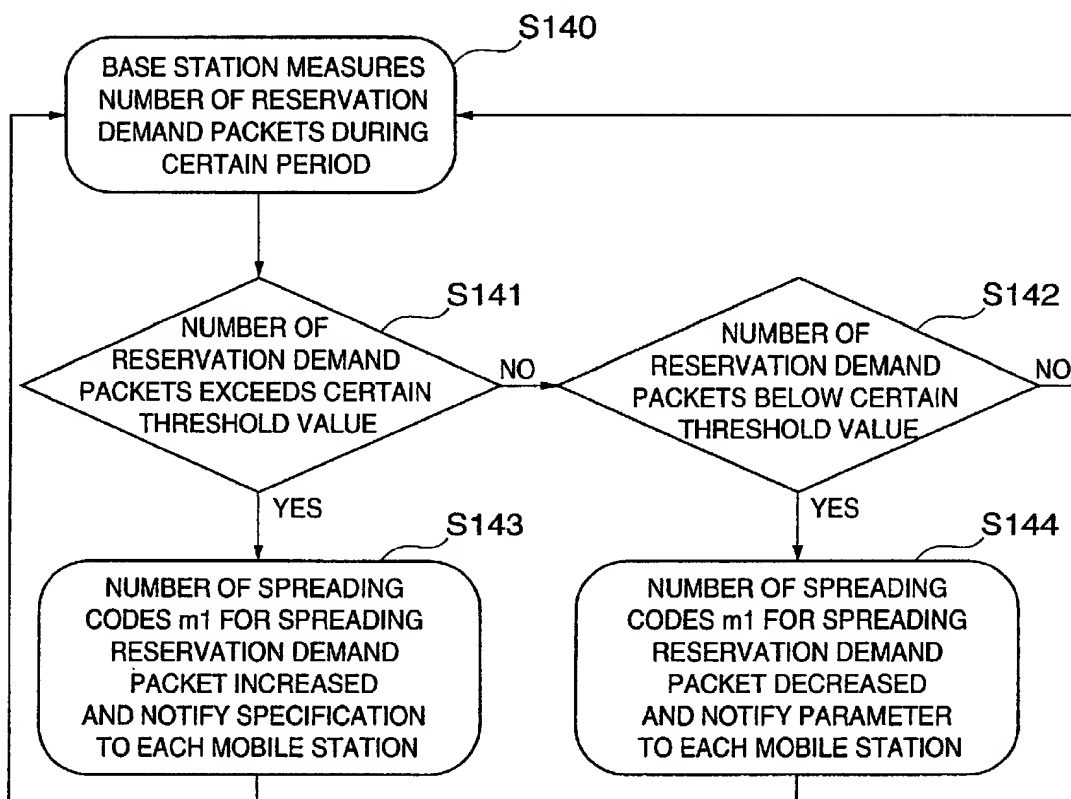 S140
BASE STATION MEASURES
NUMBER OF RESERVATION
DEMAND PACKETS DURING
CERTAIN PERIOD
S141
NUMBER OF
RESERVATION DEMAND
PACKETS EXCEEDS CERTAIN
THRESHOLD VALUE
NO
YES
S142
NUMBER OF
RESERVATION DEMAND
PACKETS BELOW CERTAIN
THRESHOLD VALUE
NO
YES
S143
NUMBER OF SPREADING
CODES m1 FOR SPREADING
RESERVATION DEMAND
PACKET INCREASED
AND NOTIFY SPECIFICATION
TO EACH MOBILE STATION
S144
NUMBER OF SPREADING
CODES m1 FOR SPREADING
RESERVATION DEMAND
PACKET DECREASED
AND NOTIFY PARAMETER
TO EACH MOBILE STATION